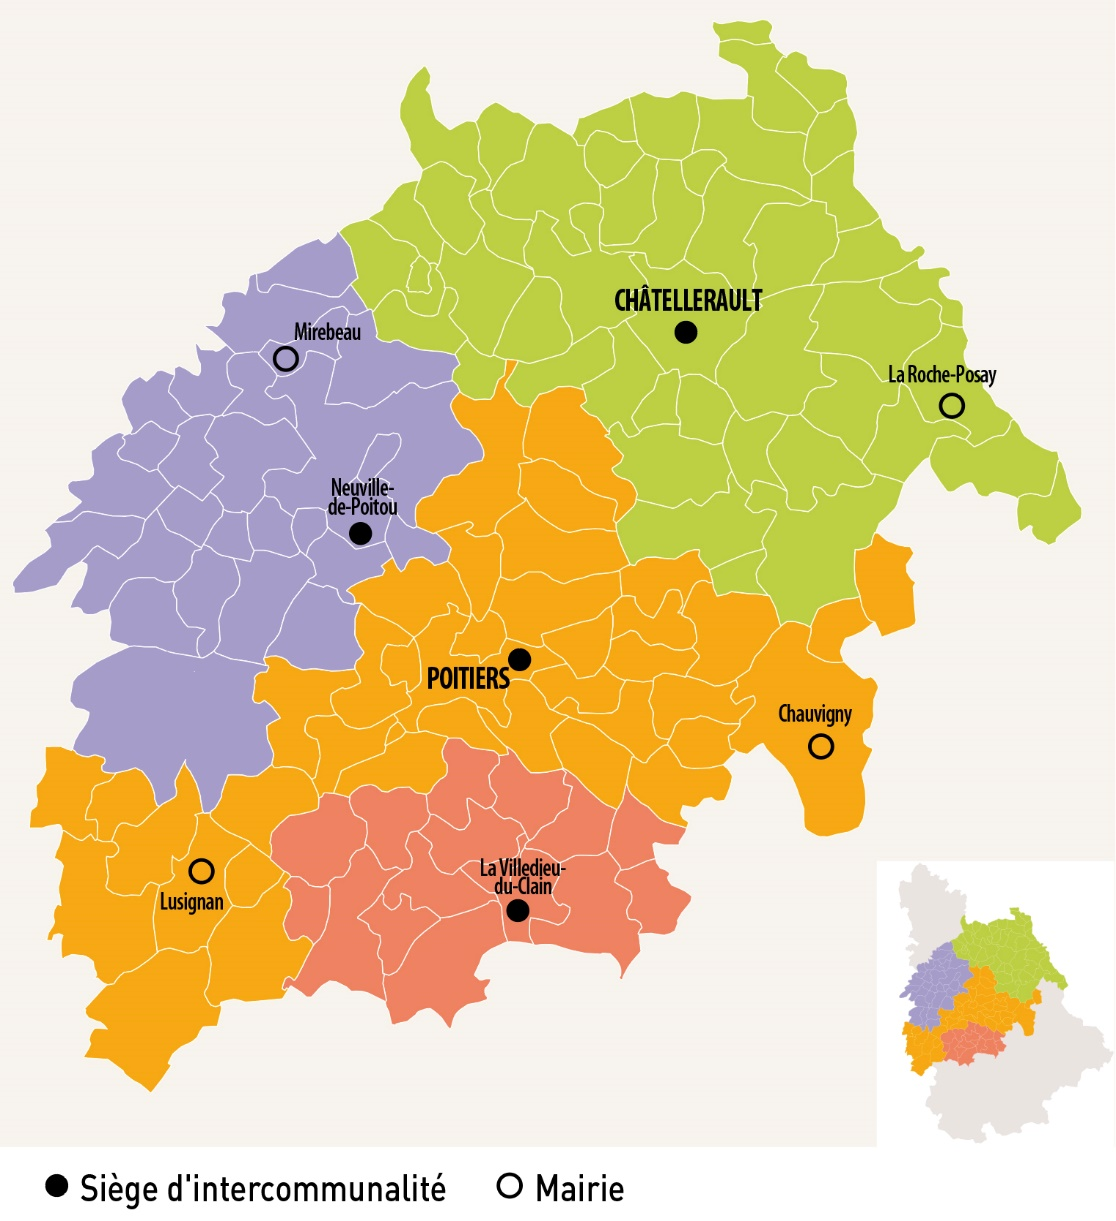 CHÂTELLERAULT
Mirebeau
La Roche-Posay
Neuville-
de-Poitou
POITIERS
Chauvigny
La Villedieu-
du-Clain
Lusignan
Siège d'intercommunalité
Mairie